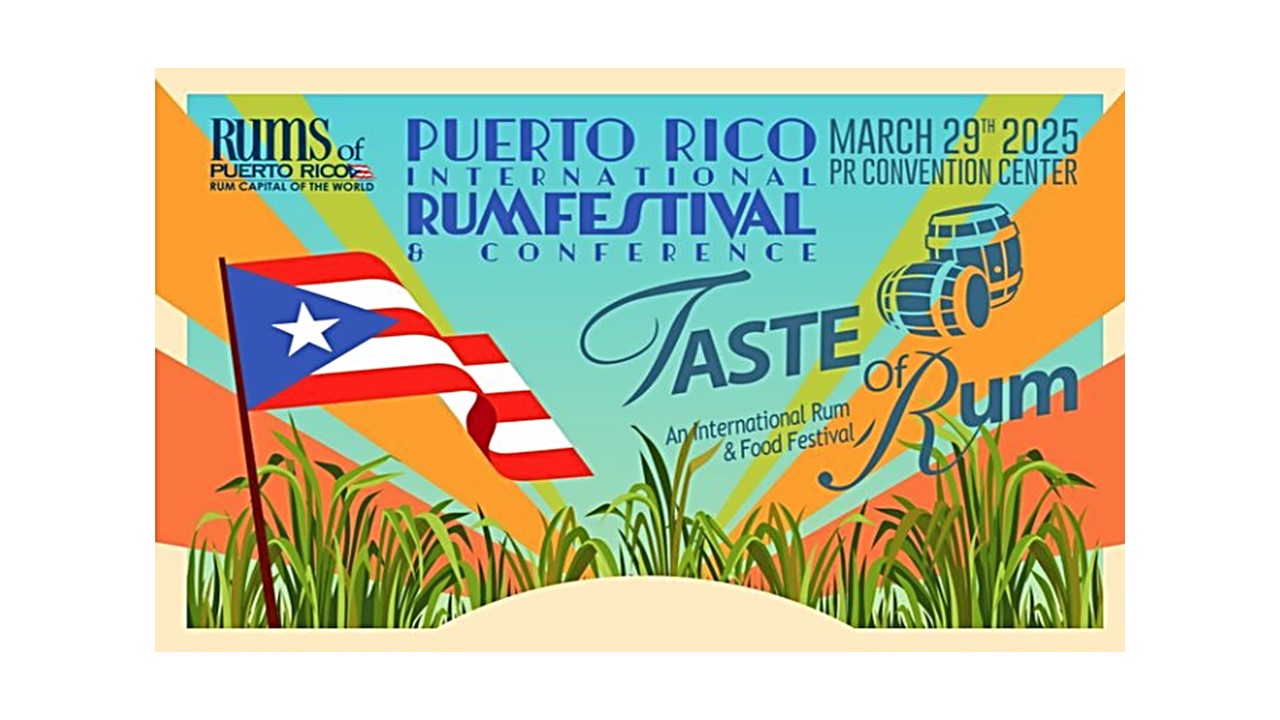 RUMS of
PUERTO RICO
RUM CAPITAL OF THE WORLD
PUERTO RICO
INTERNATIONAL
RUMFESTIVAL
& CONFERENCE
MARCH 29TH 2025
PR CONVENTION CENTER
TASTE
Of
Rum
An International Rum
& Food Festival